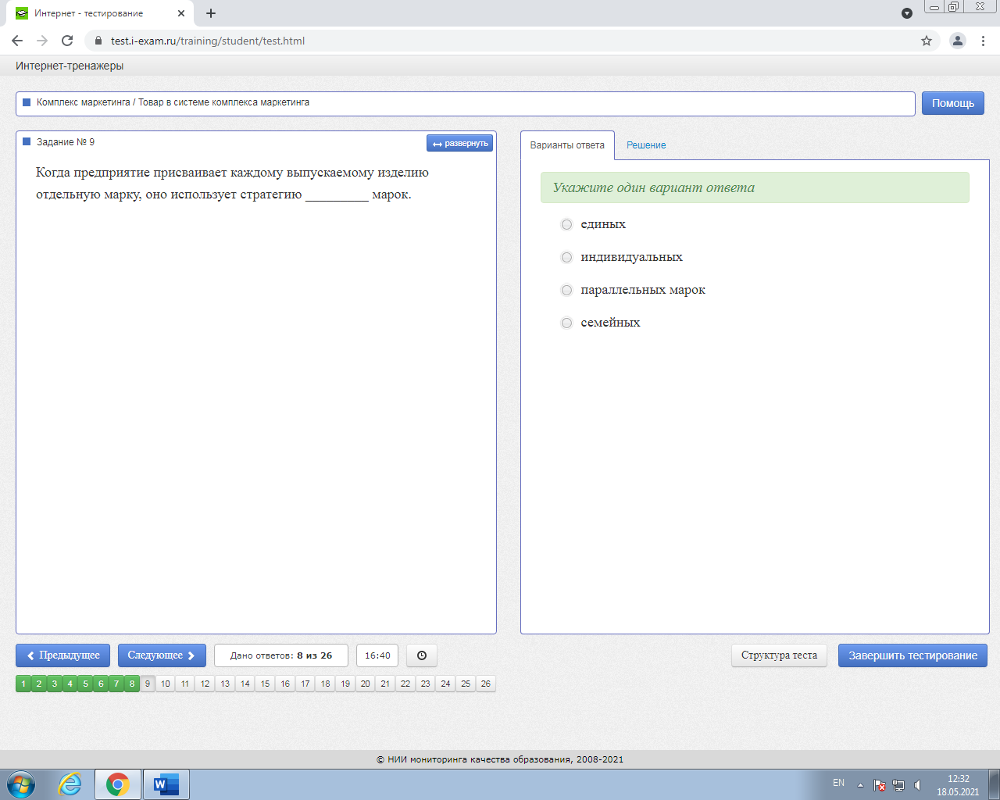 Интернет - тестирование
test.i-exam.ru/training/student/test.html
Интернет-тренажеры
Комплекс маркетинга / Товар в системе комплекса маркетинга
Помощь
Задание № 9
развернуть
Когда предприятие присваивает каждому выпускаемому изделию
отдельную марку, оно использует стратегию _________ марок.
Варианты ответа
Решение
Укажите один вариант ответа
единых
индивидуальных
параллельных марок
семейных
Предыдущее
Следующее
Дано ответов: 8 из 26
16:40
Структура теста
Завершить тестирование
1 2 3 4 5 6 7 8 9 10 11 12 13 14 15 16 17 18 19 20 21 22 23 24 25 26
© НИИ мониторинга качества образования, 2008-2021
EN
12:32
18.05.2021